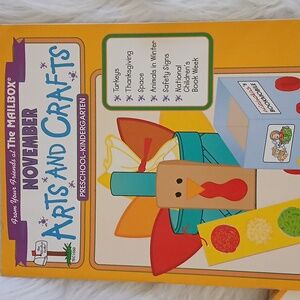 From Your Friends at The MAILBOX®
NOVEMBER
ARTS AND CRAFTS
PRESCHOOL–KINDERGARTEN
Turkeys
Thanksgiving
Space
Animals in Winter
Safety Signs
National
Children's
Book Week
BOOKMOBILE